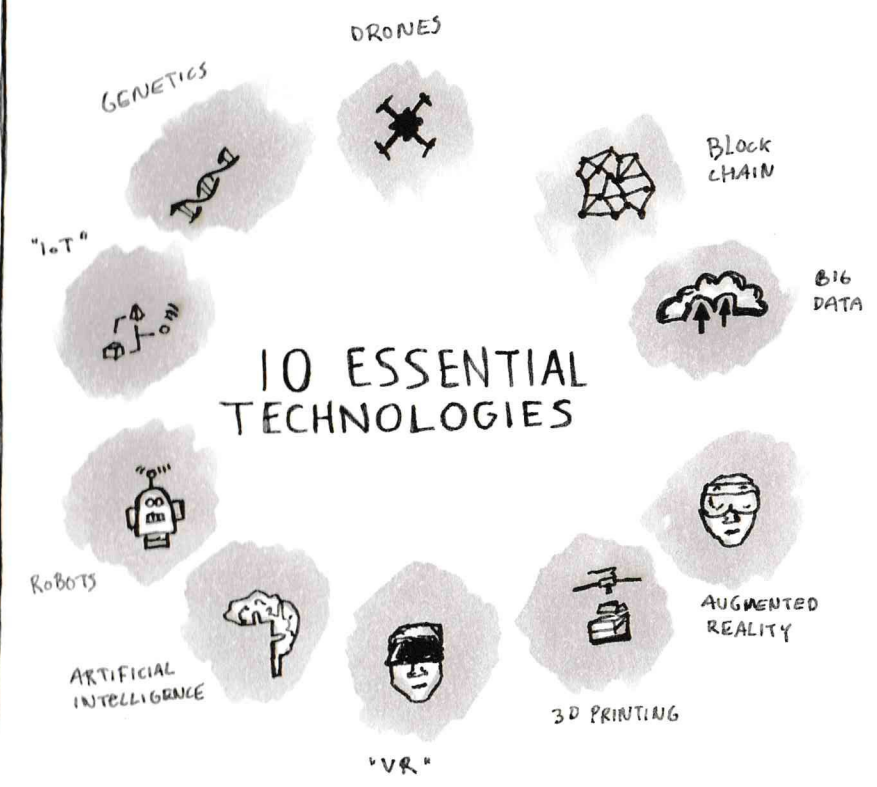 10 ESSENTIAL
TECHNOLOGIES
DRONES
BLOCK
CHAIN
BIG
DATA
AUGMENTED
REALITY
3D PRINTING
"VR"
ARTIFICIAL
INTELLIGENCE
ROBOTS
"IoT"
GENETICS